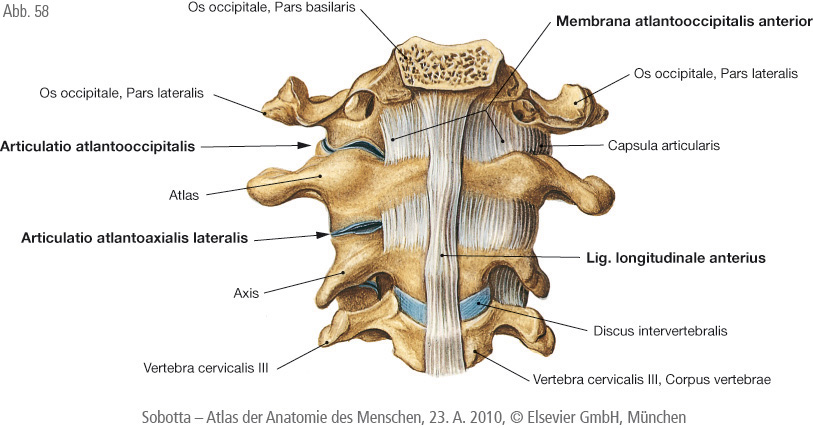 Abb. 58
Os occipitale, Pars basilaris
Membrana atlantooccipitalis anterior
Os occipitale, Pars lateralis
Os occipitale, Pars lateralis
Articulatio atlantooccipitalis
Capsula articularis
Atlas
Articulatio atlantoaxialis lateralis
Lig. longitudinale anterius
Axis
Discus intervertebralis
Vertebra cervicalis III
Vertebra cervicalis III, Corpus vertebrae
Sobotta – Atlas der Anatomie des Menschen, 23. A. 2010, © Elsevier GmbH, München